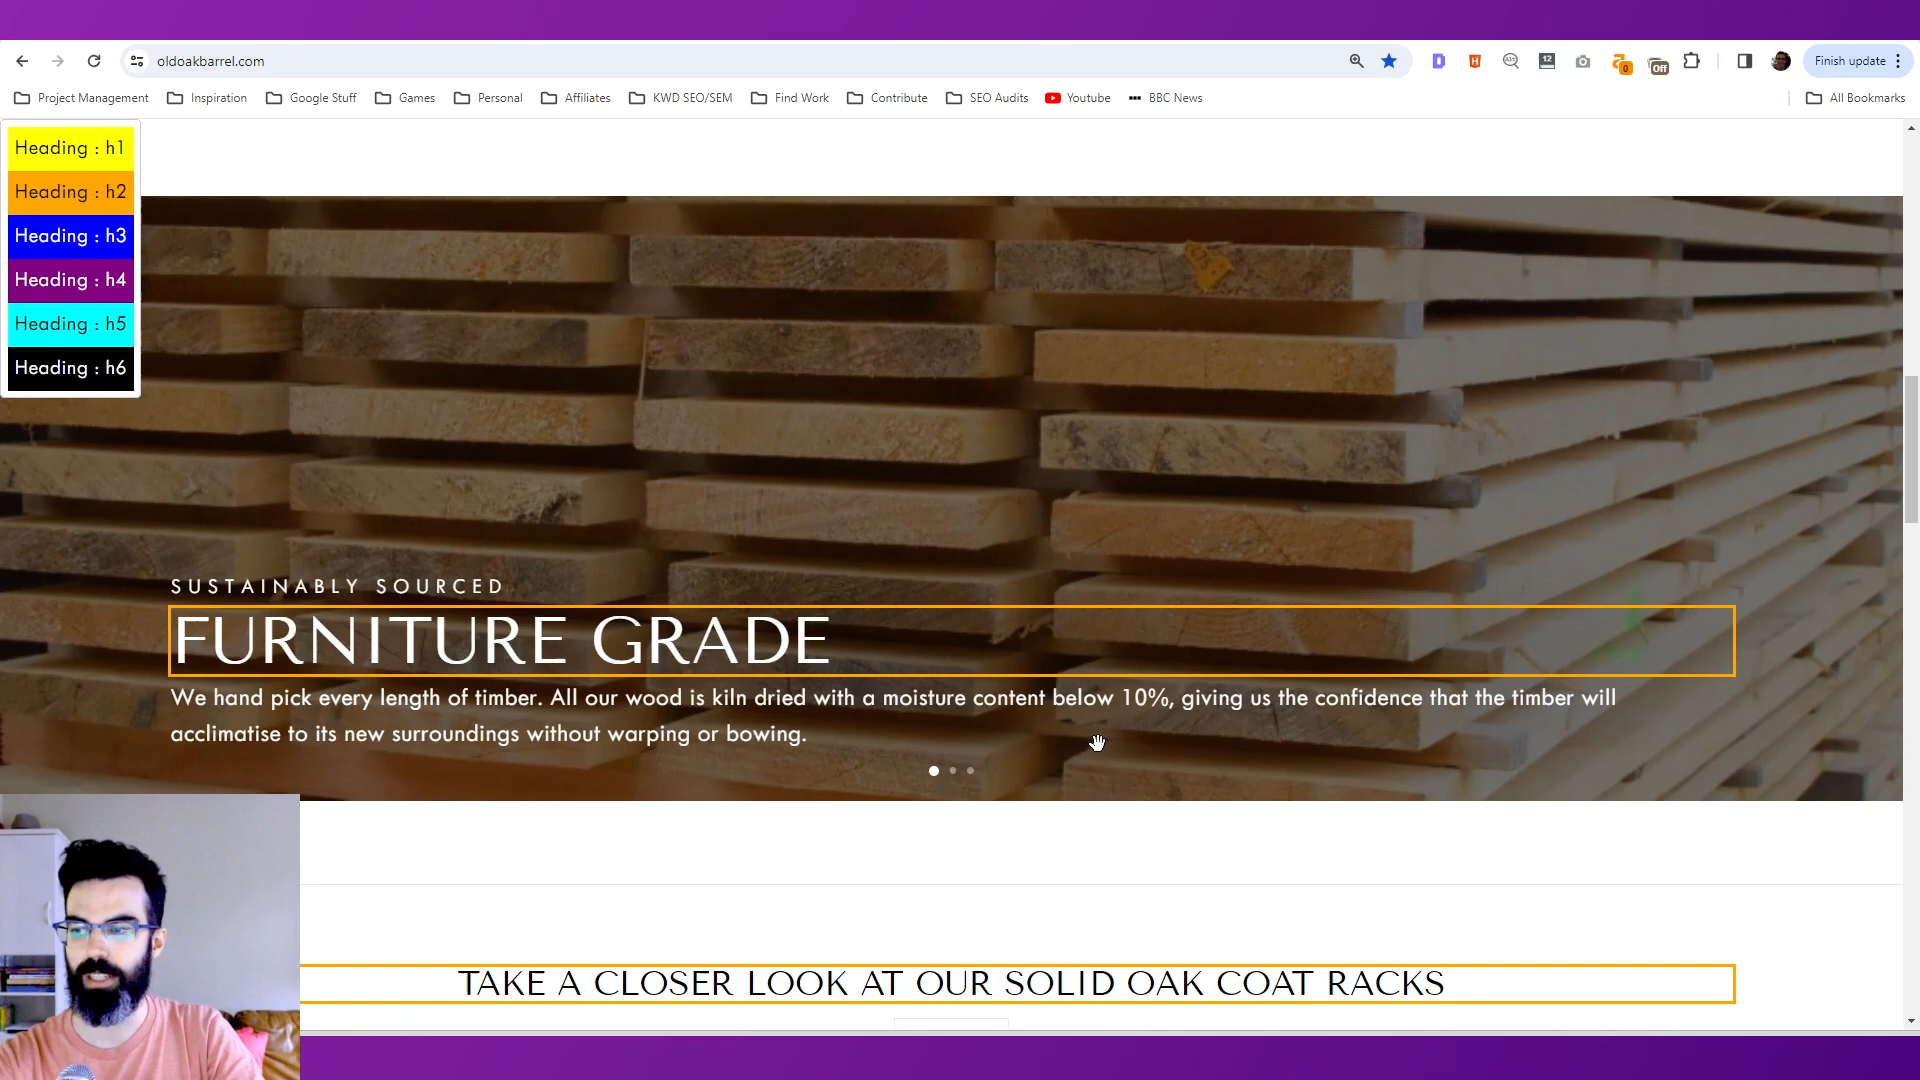 oldoakbarrel.com
12
0
Off
Finish update
Project Management
Inspiration
Google Stuff
Games
Personal
Affiliates
KWD SEO/SEM
Find Work
Contribute
SEO Audits
Youtube
BBC News
All Bookmarks
Heading : h1
Heading : h2
Heading : h3
Heading : h4
Heading : h5
Heading : h6
SUSTAINABLY SOURCED
FURNITURE GRADE
We hand pick every length of timber. All our wood is kiln dried with a moisture content below 10%, giving us the confidence that the timber will
acclimatise to its new surroundings without warping or bowing.
TAKE A CLOSER LOOK AT OUR SOLID OAK COAT RACKS